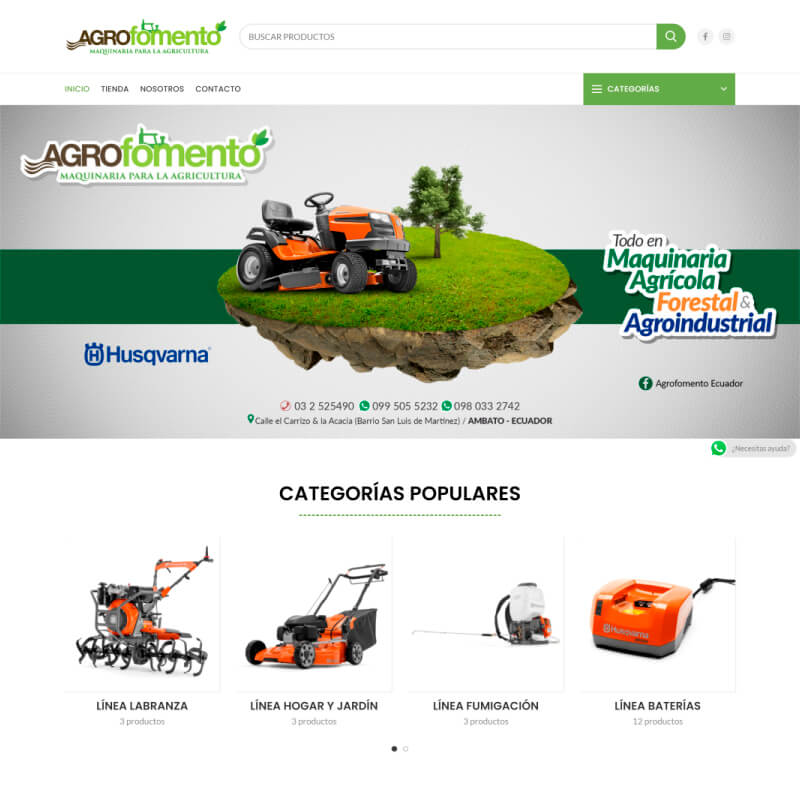 AGROfomento
MAQUINARIA PARA LA AGRICULTURA
BUSCAR PRODUCTOS
INICIO TIENDA NOSOTROS CONTACTO
CATEGORÍAS
AGROfomento
MAQUINARIA PARA LA AGRICULTURA
Todo en
Maquinaria
Agrícola
Forestal &
Agroindustrial
Husqvarna
Agrofomento Ecuador
03 2 525490 099 505 5232 098 033 2742
Calle el Carrizo & la Acacia (Barrio San Luis de Martínez) / AMBATO - ECUADOR
¿Necesitas ayuda?
CATEGORÍAS POPULARES
Husqvarna
LÍNEA LABRANZA
3 productos
LÍNEA HOGAR Y JARDÍN
3 productos
LÍNEA FUMIGACIÓN
3 productos
LÍNEA BATERÍAS
12 productos